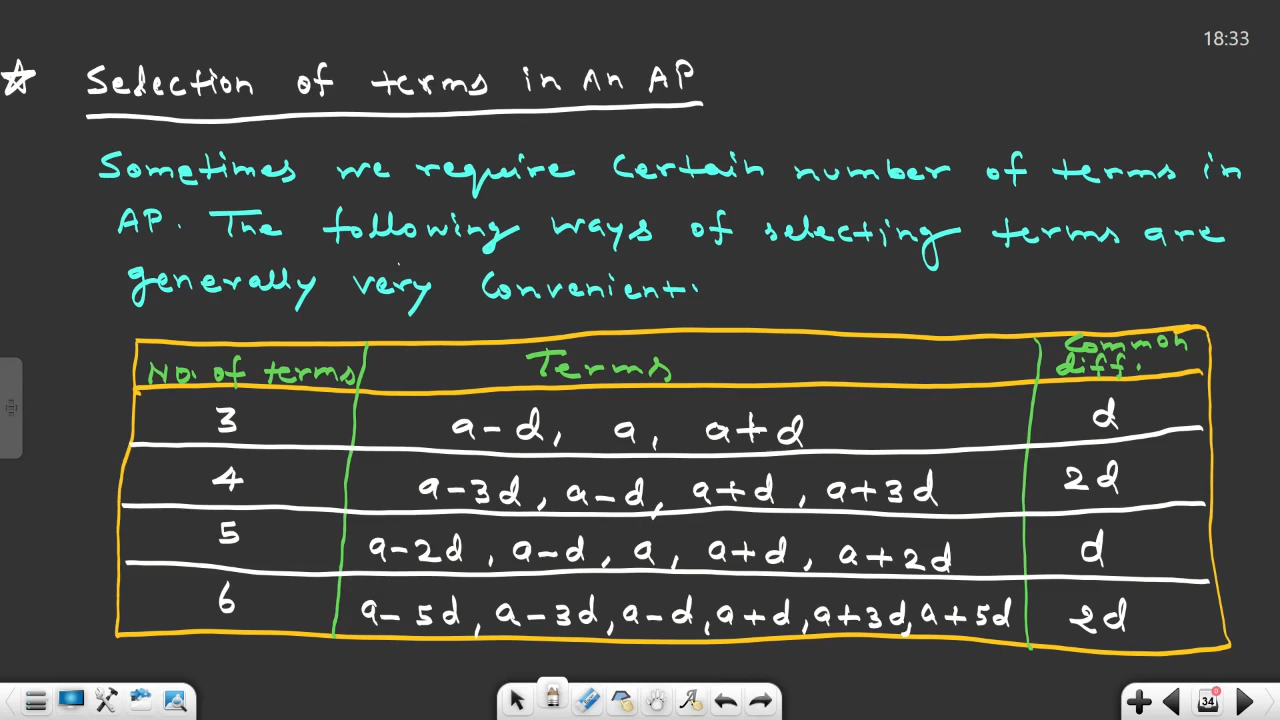 18:33
☆ Selection of terms in An AP
Sometimes we require certain number of terms in
AP. The following ways of selecting terms are
generally very convenient.
No. of terms Terms Common diff.
3 a-d, a, a+d d
4 a-3d, a-d, a+d, a+3d 2d
5 a-2d, a-d, a, a+d, a+2d d
6 a-5d, a-3d, a-d, a+d, a+3d, a+5d 2d
34